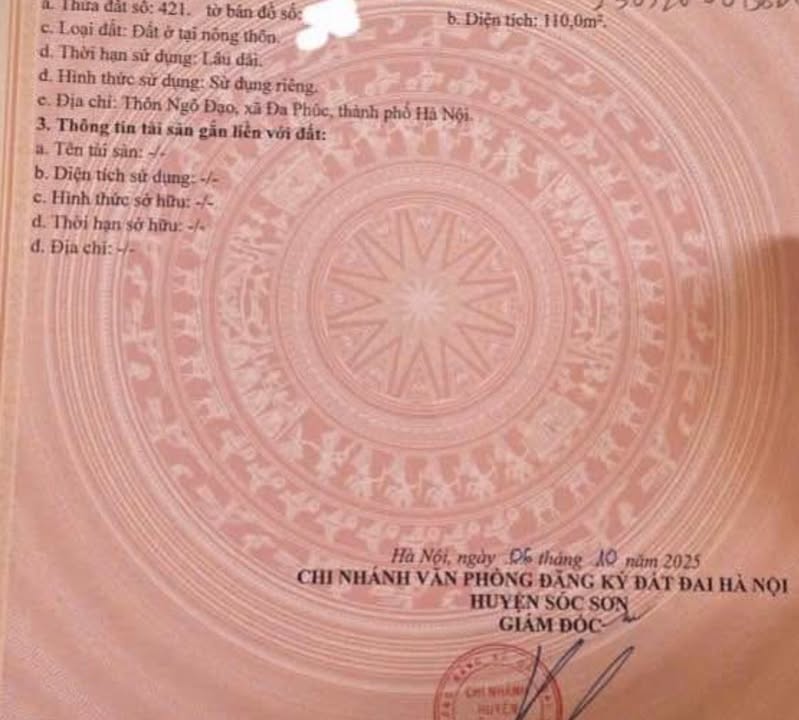 a. Thửa đất số: 421. tờ bản đồ số:
b. Diện tích: 110,0m².
c. Loại đất: Đất ở tại nông thôn.
d. Thời hạn sử dụng: Lâu dài.
đ. Hình thức sử dụng: Sử dụng riêng.
e. Địa chỉ: Thôn Ngô Đạo, xã Đa Phúc, thành phố Hà Nội.
3. Thông tin tài sản gắn liền với đất:
a. Tên tài sản: -/-
b. Diện tích sử dụng: -/-
c. Hình thức sở hữu: -/-
d. Thời hạn sở hữu: -/-
đ. Địa chỉ: -/-
Hà Nội, ngày 06 tháng 10 năm 2025
CHI NHÁNH VĂN PHÒNG ĐĂNG KÝ ĐẤT ĐAI HÀ NỘI
HUYỆN SÓC SƠN
GIÁM ĐỐC
CHI NHÁNH
HUYỆN